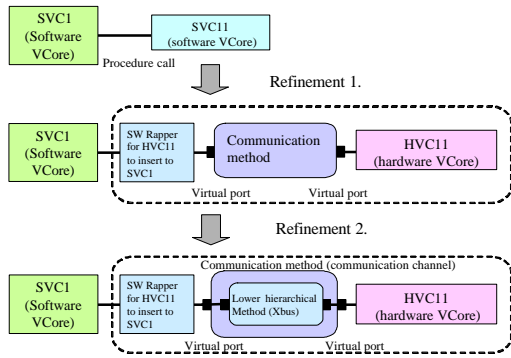 SVC1
(Software
VCore)
SVC11
(software VCore)
Procedure call
Refinement 1.
SVC1
(Software
VCore)
SW Rapper
for HVC11
to insert to
SVC1
Communication
method
HVC11
(hardware VCore)
Virtual port
Virtual port
Refinement 2.
Communication method (communication channel)
SVC1
(Software
VCore)
SW Rapper
for HVC11
to insert to
SVC1
Lower hierarchical
Method (Xbus)
HVC11
(hardware VCore)
Virtual port
Virtual port